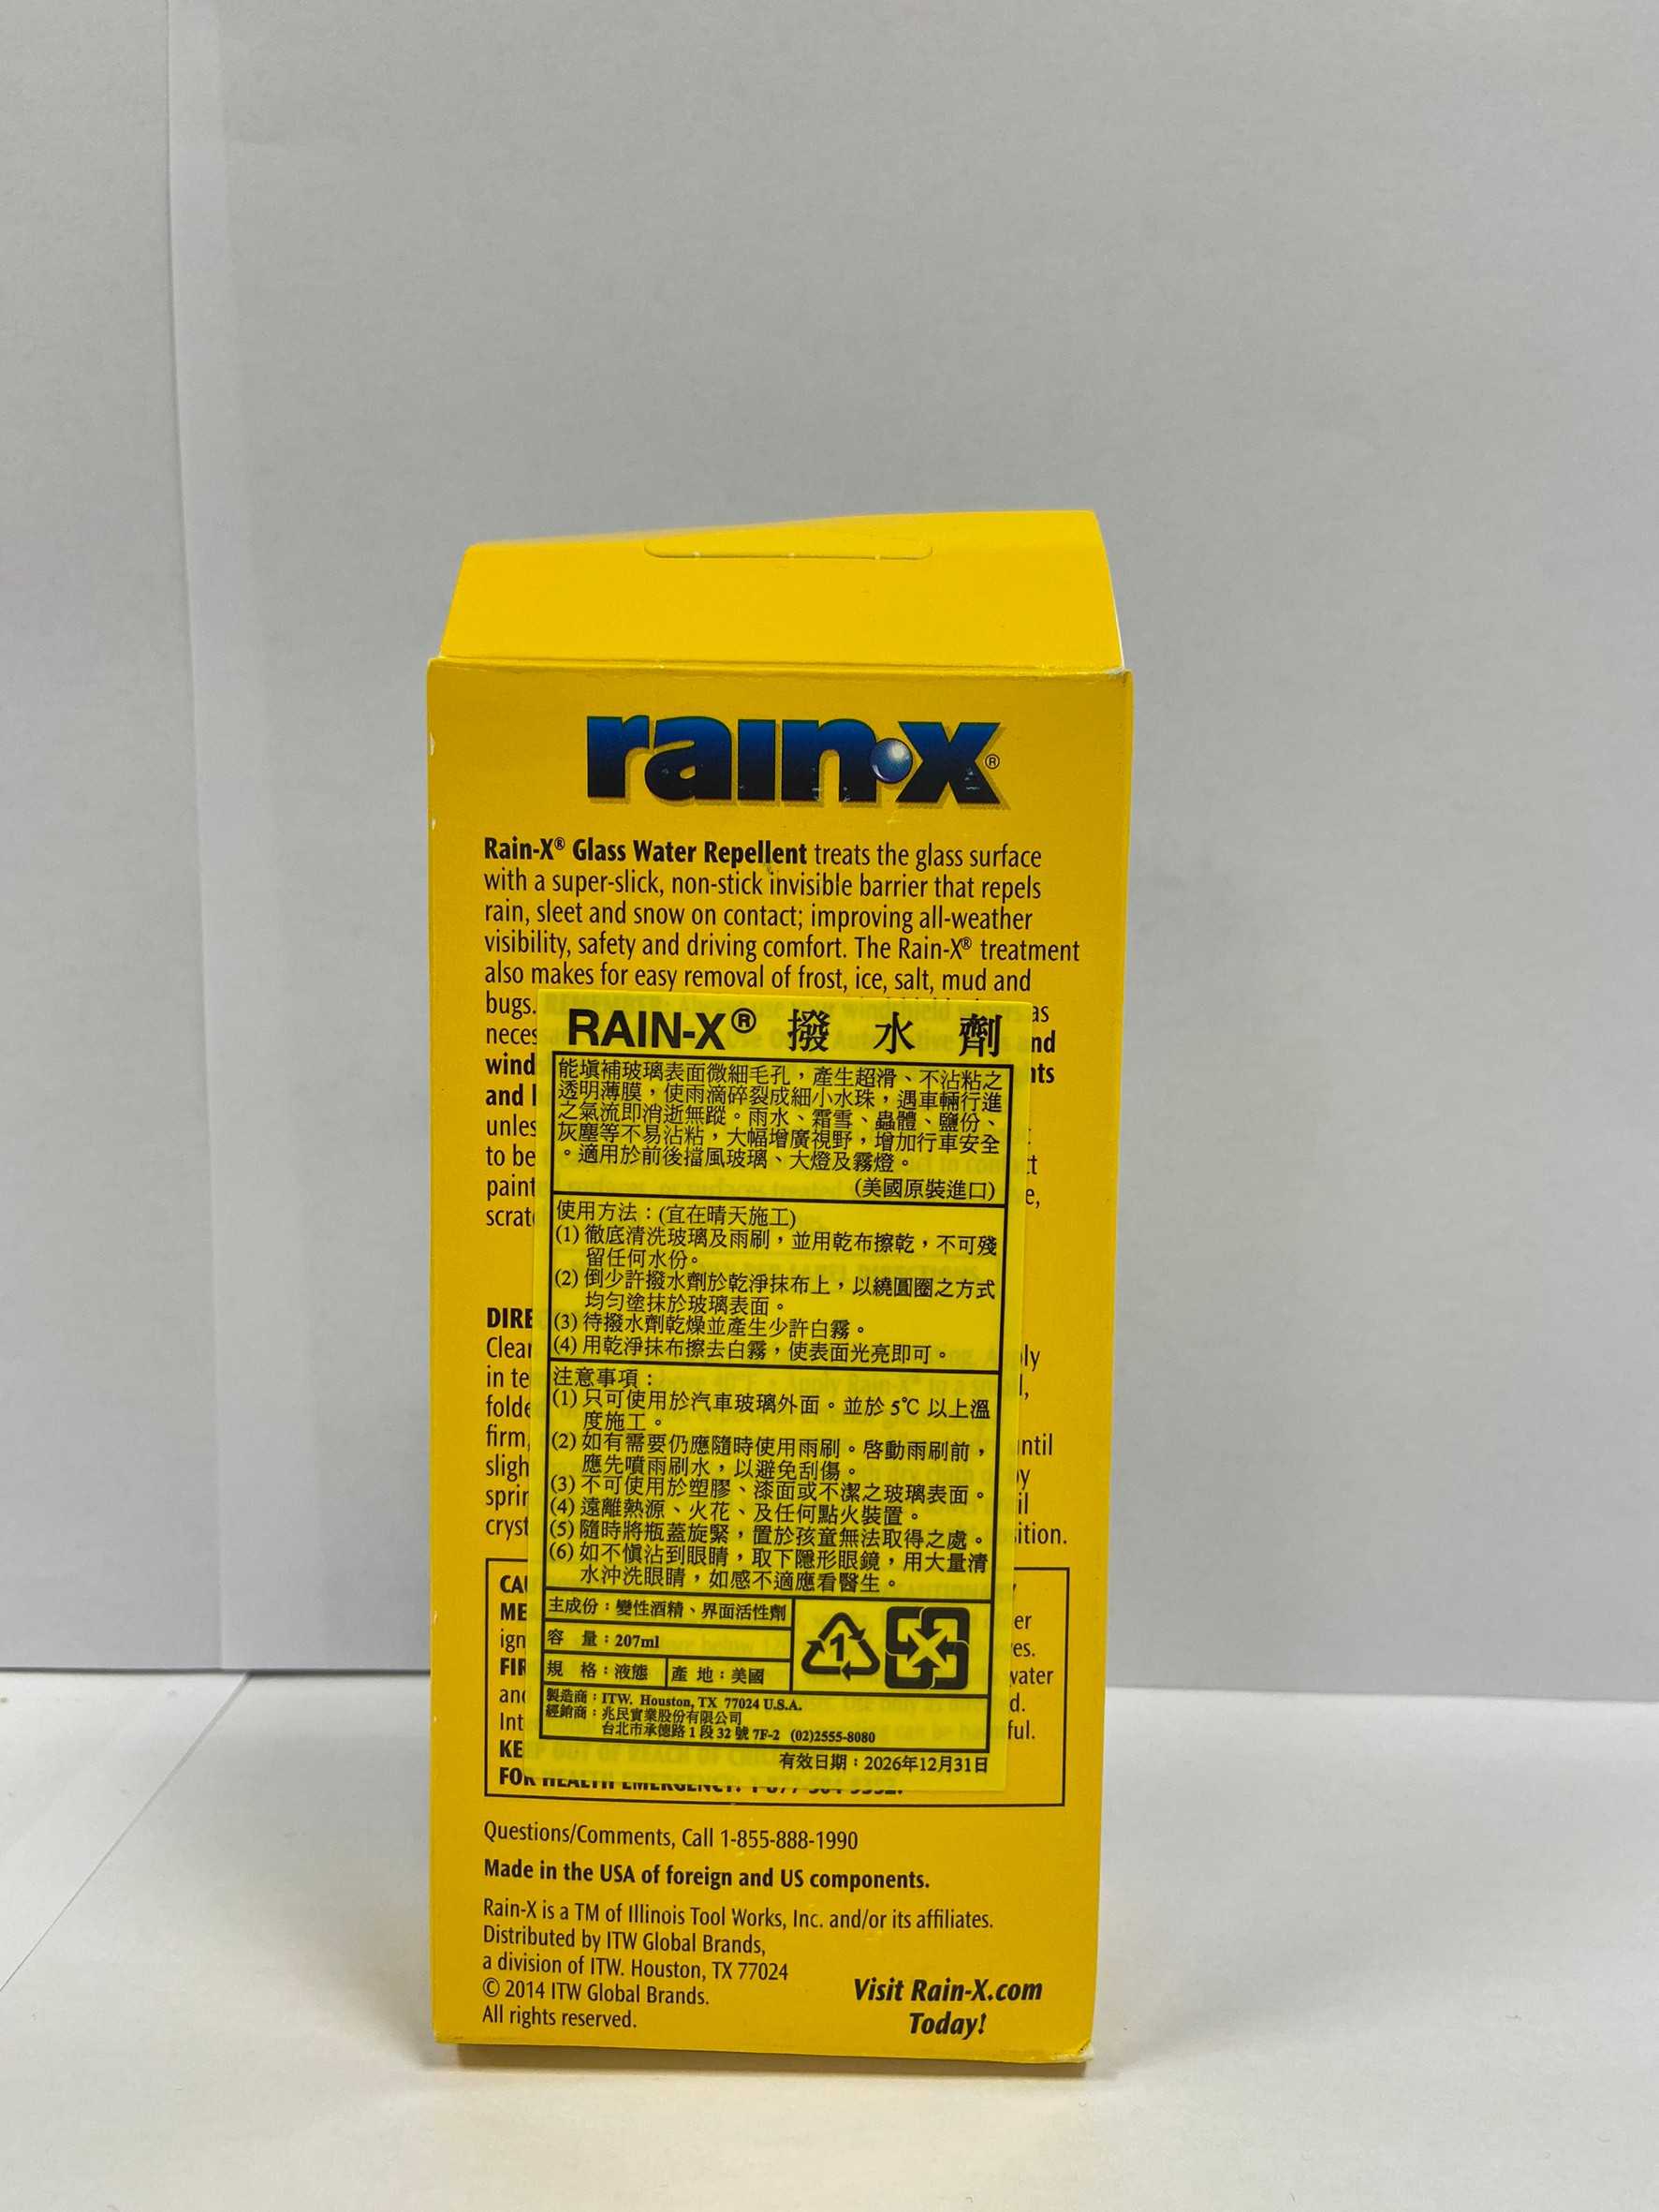 rain·x®
Rain-X® Glass Water Repellent treats the glass surface
with a super-slick, non-stick invisible barrier that repels
rain, sleet and snow on contact; improving all-weather
visibility, safety and driving comfort. The Rain-X® treatment
also makes for easy removal of frost, ice, salt, mud and
bugs. as
RAIN-X® 撥 水 劑
能填補玻璃表面微細毛孔，產生超滑、不沾粘之
透明薄膜，使雨滴碎裂成細小水珠，遇車輛行進
之氣流即消逝無蹤。雨水、霜雪、蟲體、鹽份、
灰塵等不易沾粘，大幅增廣視野，增加行車安全
。適用於前後擋風玻璃、大燈及霧燈。
(美國原裝進口)
使用方法：(宜在晴天施工)
(1) 徹底清洗玻璃及雨刷，並用乾布擦乾，不可殘
留任何水份。
(2) 倒少許撥水劑於乾淨抹布上，以繞圓圈之方式
均勻塗抹於玻璃表面。
(3) 待撥水劑乾燥並產生少許白霧。
(4) 用乾淨抹布擦去白霧，使表面光亮即可。
注意事項：
(1) 只可使用於汽車玻璃外面。並於 5℃ 以上溫
度施工。
(2) 如有需要仍應隨時使用雨刷。啓動雨刷前，
應先噴雨刷水，以避免刮傷。
(3) 不可使用於塑膠、漆面或不潔之玻璃表面。
(4) 遠離熱源、火花、及任何點火裝置。
(5) 隨時將瓶蓋旋緊，置於孩童無法取得之處。
(6) 如不慎沾到眼睛，取下隱形眼鏡，用大量清
水沖洗眼睛，如感不適應看醫生。
主成份：變性酒精、界面活性劑
容 量：207ml
規 格：液態 產 地：美國
1
製造商：ITW. Houston, TX 77024 U.S.A.
經銷商：兆民實業股份有限公司
台北市承德路 1 段 32 號 7F-2 (02)2555-8080
有效日期：2026年12月31日
Questions/Comments, Call 1-855-888-1990
Made in the USA of foreign and US components.
Rain-X is a TM of Illinois Tool Works, Inc. and/or its affiliates.
Distributed by ITW Global Brands,
a division of ITW. Houston, TX 77024
© 2014 ITW Global Brands.
All rights reserved.
Visit Rain-X.com
Today!